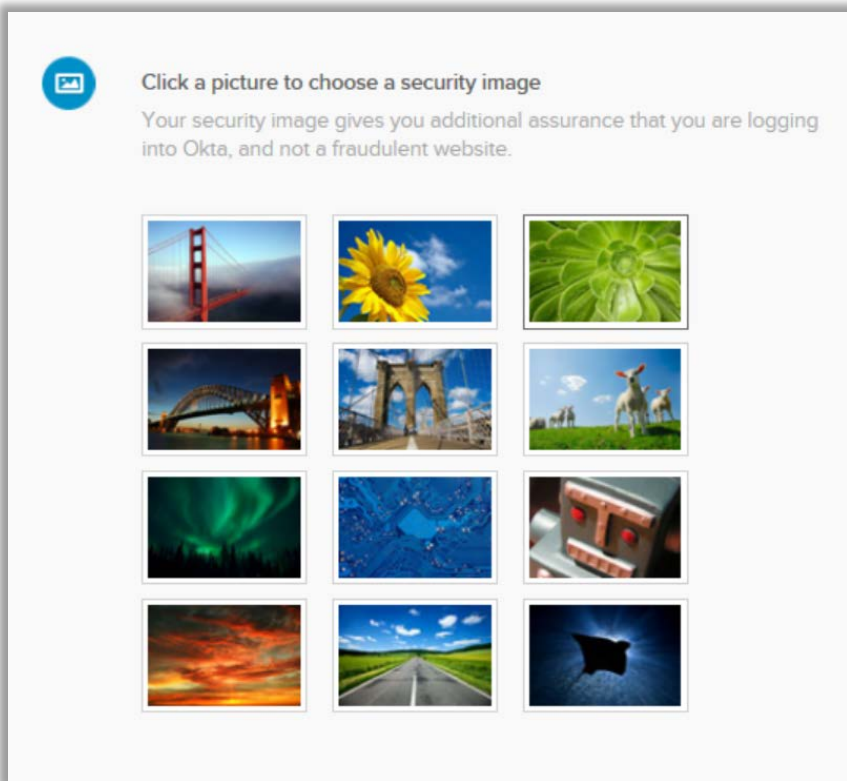 Click a picture to choose a security image
Your security image gives you additional assurance that you are logging
into Okta, and not a fraudulent website.